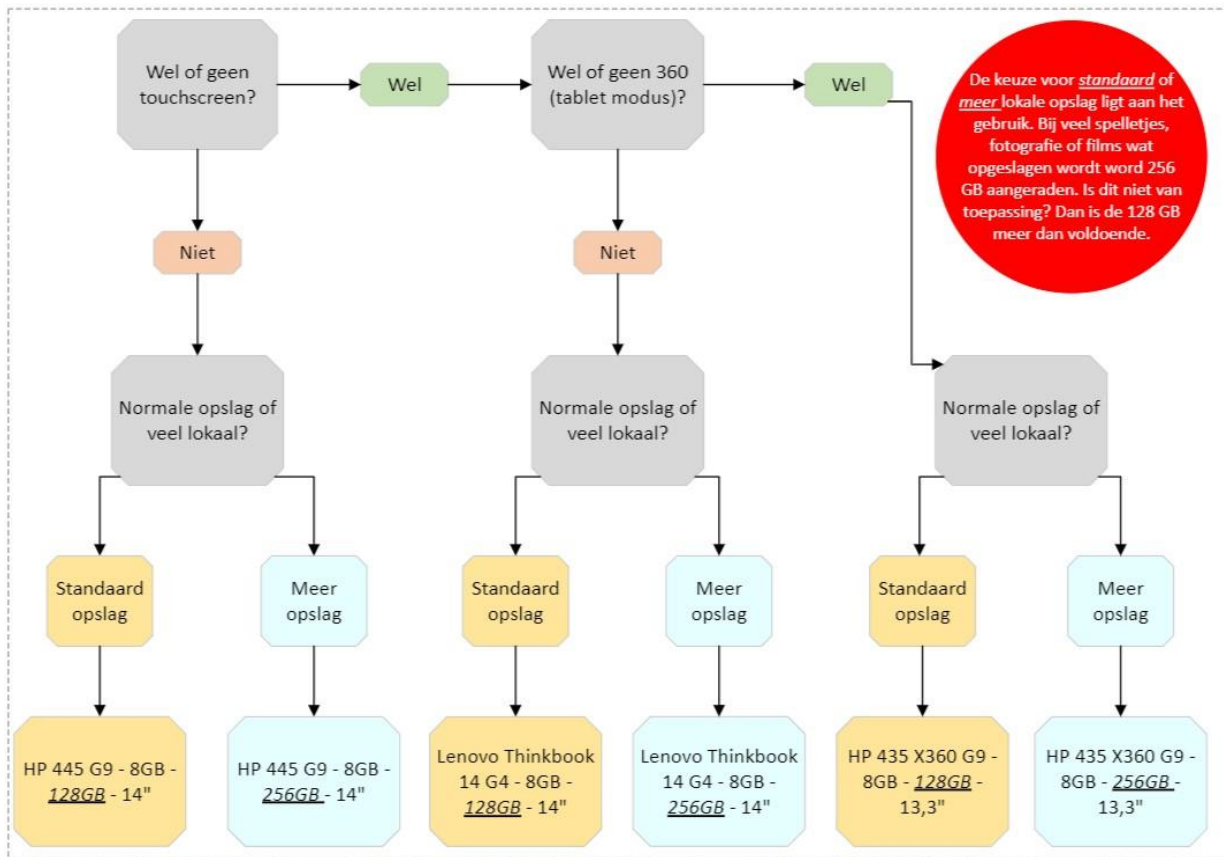 Wel of geen
touchscreen?
Wel
Wel of geen 360
(tablet modus)?
Wel
De keuze voor standaard of
meer lokale opslag ligt aan het
gebruik. Bij veel spelletjes,
fotografie of films wat
opgeslagen wordt word 256
GB aangeraden. Is dit niet van
toepassing? Dan is de 128 GB
meer dan voldoende.
Niet
Niet
Normale opslag of
veel lokaal?
Normale opslag of
veel lokaal?
Normale opslag of
veel lokaal?
Standaard
opslag
Meer
opslag
Standaard
opslag
Meer
opslag
Standaard
opslag
Meer
opslag
HP 445 G9 - 8GB -
128GB - 14"
HP 445 G9 - 8GB -
256GB - 14"
Lenovo Thinkbook
14 G4 - 8GB -
128GB - 14"
Lenovo Thinkbook
14 G4 - 8GB -
256GB - 14"
HP 435 X360 G9 -
8GB - 128GB -
13,3"
HP 435 X360 G9 -
8GB - 256GB -
13,3"